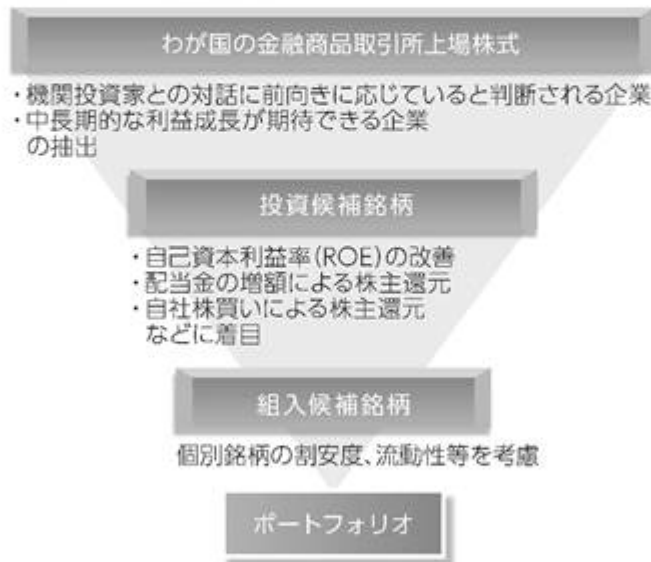 わが国の金融商品取引所上場株式
・機関投資家との対話に前向きに応じていると判断される企業
・中長期的な利益成長が期待できる企業
の抽出
投資候補銘柄
・自己資本利益率(ROE)の改善
・配当金の増額による株主還元
・自社株買いによる株主還元
などに着目
組入候補銘柄
個別銘柄の割安度、流動性等を考慮
ポートフォリオ